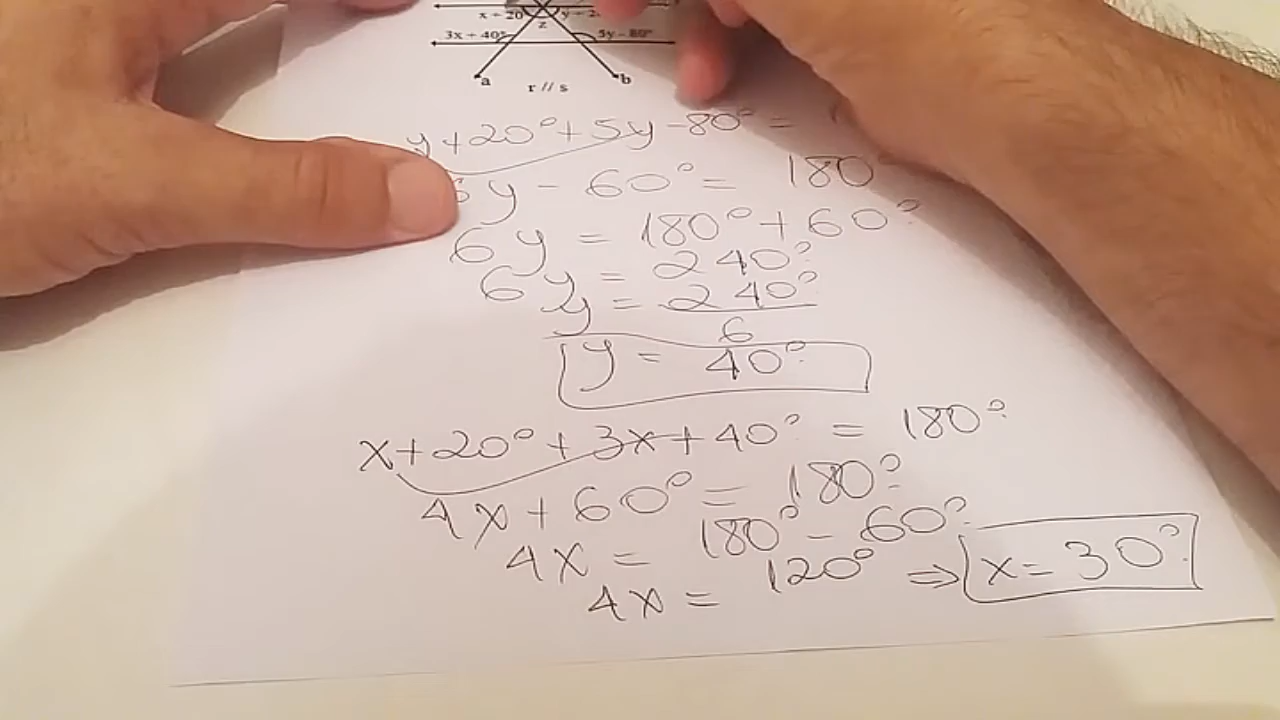 x + 20° y + 2
z
3x + 40° 5y - 80°
a b
r // s
y+20°+5y-80° =
6y - 60° = 180°
6y = 180°+60°
6y = 240°
y = 240°
6
y = 40°
x+20°+3x+40° = 180°
4x+60° = 180°
4x = 180° - 60°
4x = 120° ⇒ x = 30°